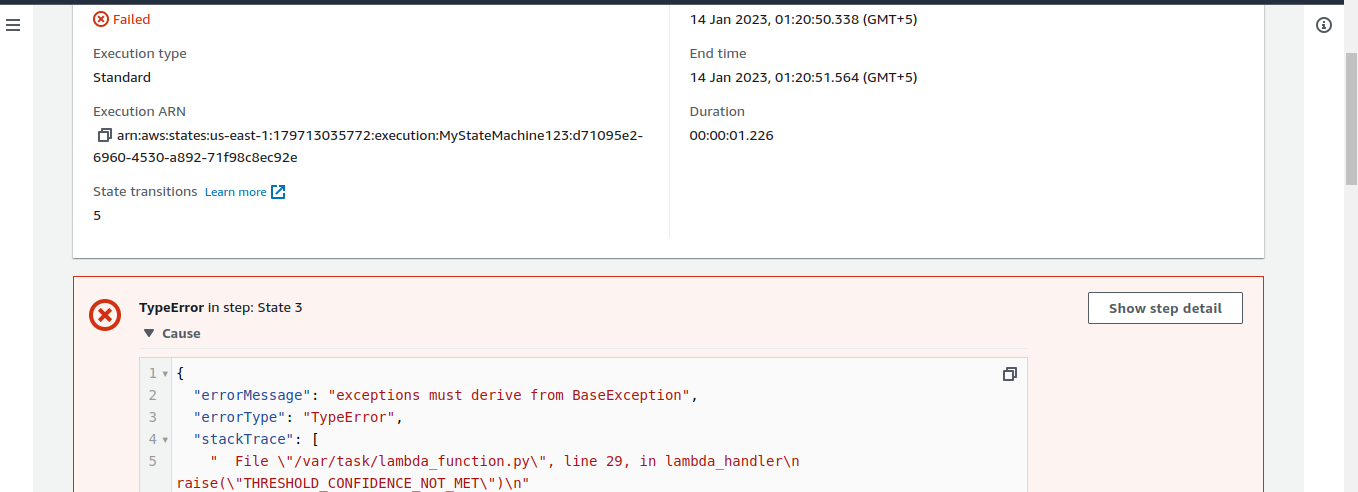 Failed
14 Jan 2023, 01:20:50.338 (GMT+5)
Execution type
Standard
End time
14 Jan 2023, 01:20:51.564 (GMT+5)
Execution ARN
arn:aws:states:us-east-1:179713035772:execution:MyStateMachine123:d71095e2-
6960-4530-a892-71f98c8ec92e
Duration
00:00:01.226
State transitions Learn more
5
TypeError in step: State 3
Show step detail
Cause
1 {
2 "errorMessage": "exceptions must derive from BaseException",
3 "errorType": "TypeError",
4 "stackTrace": [
5 "  File \"/var/task/lambda_function.py\", line 29, in lambda_handler\n
raise(\"THRESHOLD_CONFIDENCE_NOT_MET\")\n"